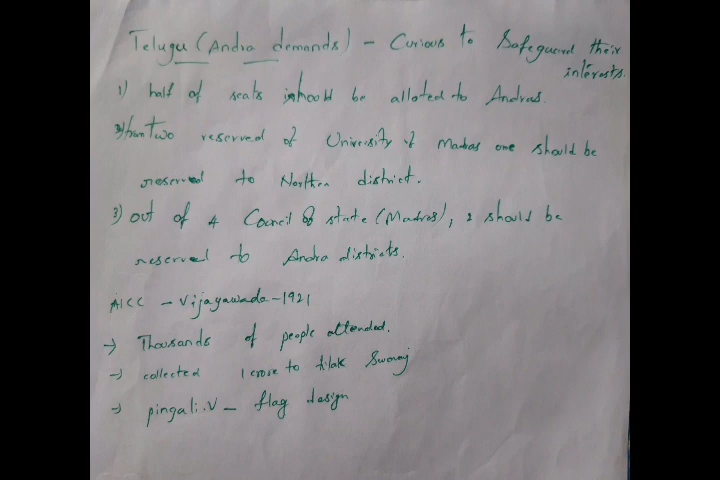 Telugu (Andra demands) - Curious to Safeguard their
interests.
1) half of seats should be alloted to Andras.
2) two reserved of University of Madras one should be
reserved to Northen district.
3) out of 4 Council of state (Madras), 2 should be
reserved to Andra districts.
AICC - Vijayawada - 1921
→ Thousands of people attended.
→ collected 1 crore to tilak Swaraj
→ pingali.V - flag design